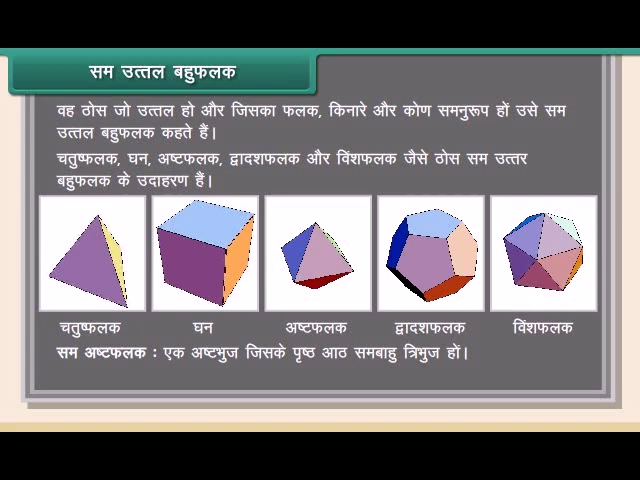 सम उत्तल बहुफलक
वह ठोस जो उत्तल हो और जिसका फलक, किनारे और कोण समनुरूप हों उसे सम
उत्तल बहुफलक कहते हैं।
चतुष्फलक, घन, अष्टफलक, द्वादशफलक और विंशफलक जैसे ठोस सम उत्तर
बहुफलक के उदाहरण हैं।
चतुष्फलक घन अष्टफलक द्वादशफलक विंशफलक
सम अष्टफलक : एक अष्टभुज जिसके पृष्ठ आठ समबाहु त्रिभुज हों।